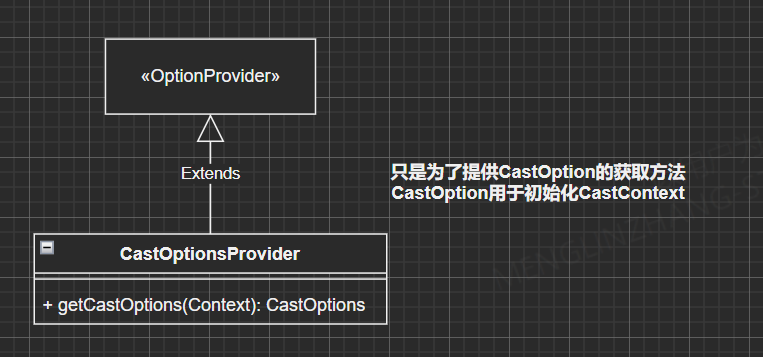 «OptionProvider»
Extends
只是为了提供CastOption的获取方法
CastOption用于初始化CastContext
CastOptionsProvider
+ getCastOptions(Context): CastOptions